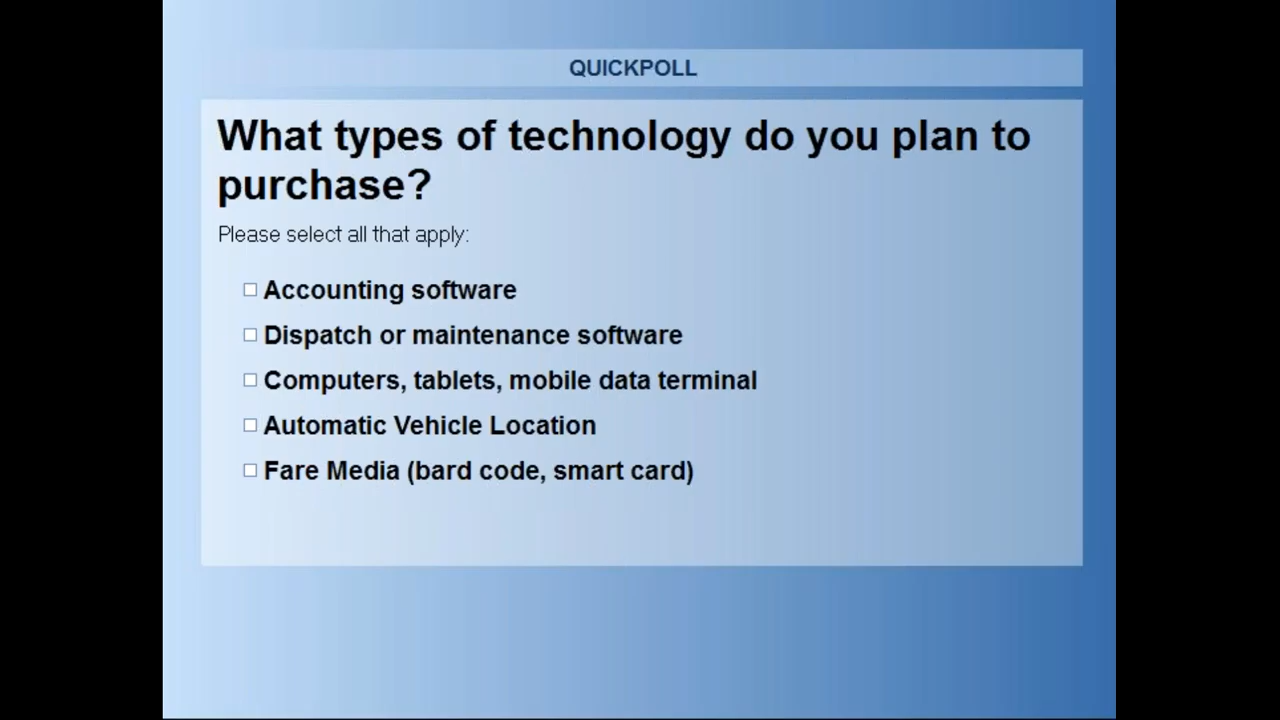 QUICKPOLL
What types of technology do you plan to
purchase?
Please select all that apply:
Accounting software
Dispatch or maintenance software
Computers, tablets, mobile data terminal
Automatic Vehicle Location
Fare Media (bard code, smart card)